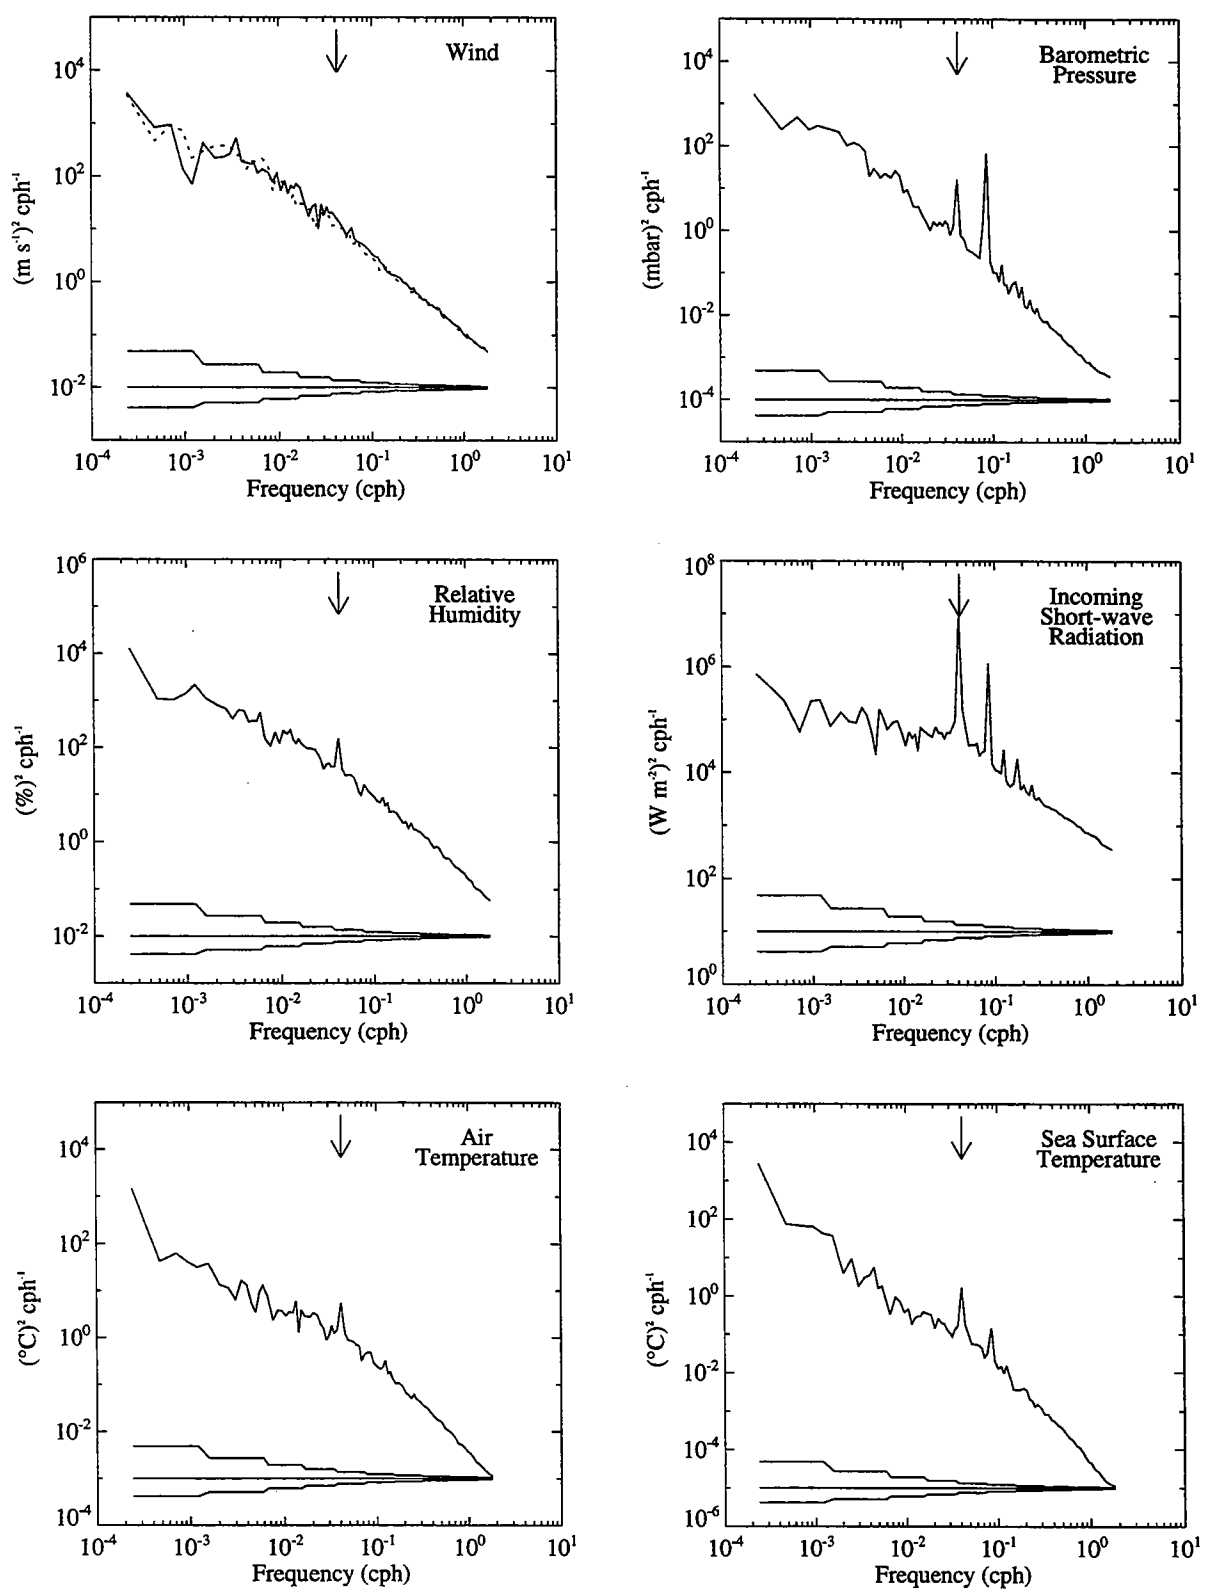 Wind
10⁴
10²
10⁰
10⁻²
(m s⁻¹)² cph⁻¹
10⁻⁴ 10⁻³ 10⁻² 10⁻¹ 10⁰ 10¹
Frequency (cph)
Barometric
Pressure
10⁴
10²
10⁰
10⁻²
10⁻⁴
(mbar)² cph⁻¹
10⁻⁴ 10⁻³ 10⁻² 10⁻¹ 10⁰ 10¹
Frequency (cph)
Relative
Humidity
10⁶
10⁴
10²
10⁰
10⁻²
(%)² cph⁻¹
10⁻⁴ 10⁻³ 10⁻² 10⁻¹ 10⁰ 10¹
Frequency (cph)
Incoming
Short-wave
Radiation
10⁸
10⁶
10⁴
10²
10⁰
(W m⁻²)² cph⁻¹
10⁻⁴ 10⁻³ 10⁻² 10⁻¹ 10⁰ 10¹
Frequency (cph)
Air
Temperature
10⁴
10²
10⁰
10⁻²
10⁻⁴
(°C)² cph⁻¹
10⁻⁴ 10⁻³ 10⁻² 10⁻¹ 10⁰ 10¹
Frequency (cph)
Sea Surface
Temperature
10⁴
10²
10⁰
10⁻²
10⁻⁴
10⁻⁶
(°C)² cph⁻¹
10⁻⁴ 10⁻³ 10⁻² 10⁻¹ 10⁰ 10¹
Frequency (cph)